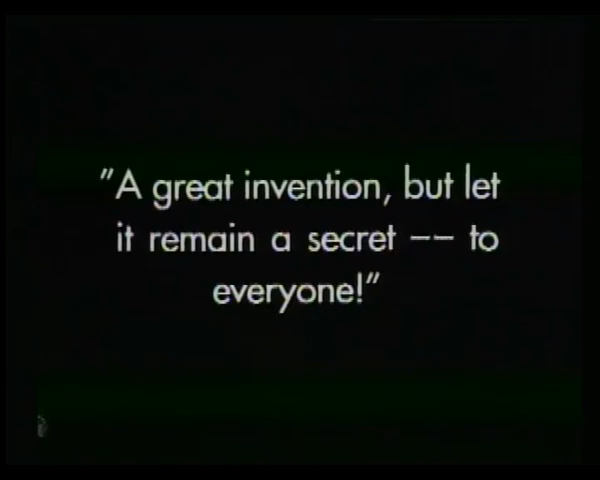 "A great invention, but let
it remain a secret -- to
everyone!"